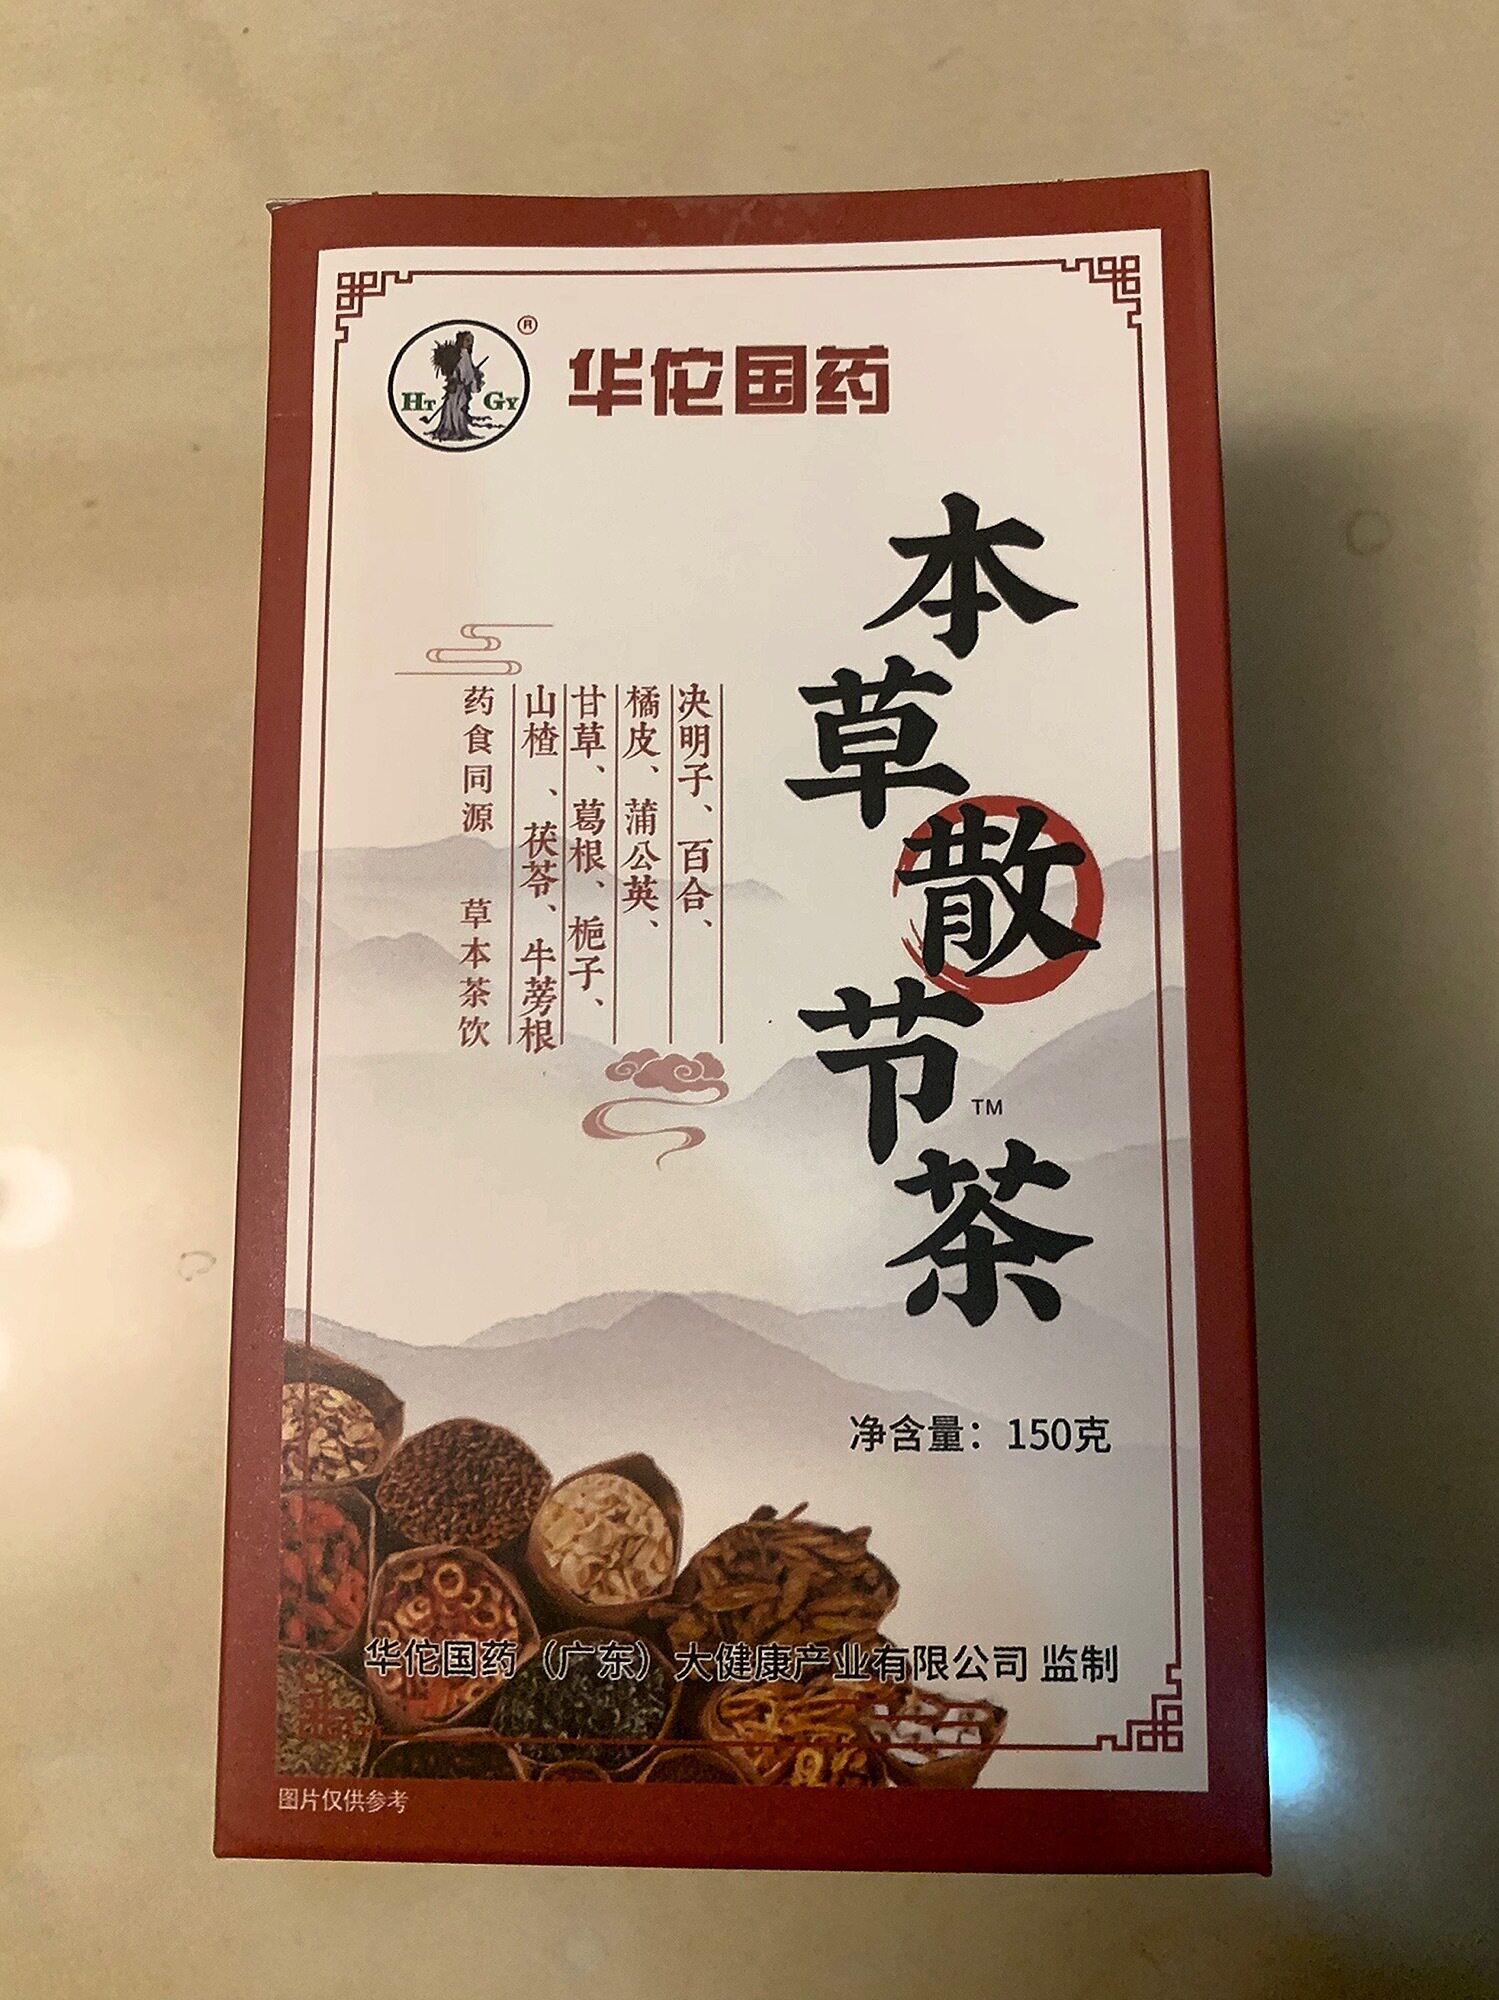 HT GY ®
华佗国药
本草散节茶
TM
决明子、百合、
橘皮、蒲公英、
甘草、葛根、栀子、
山楂、茯苓、牛蒡根
药食同源 草本茶饮
净含量：150克
华佗国药（广东）大健康产业有限公司 监制
图片仅供参考